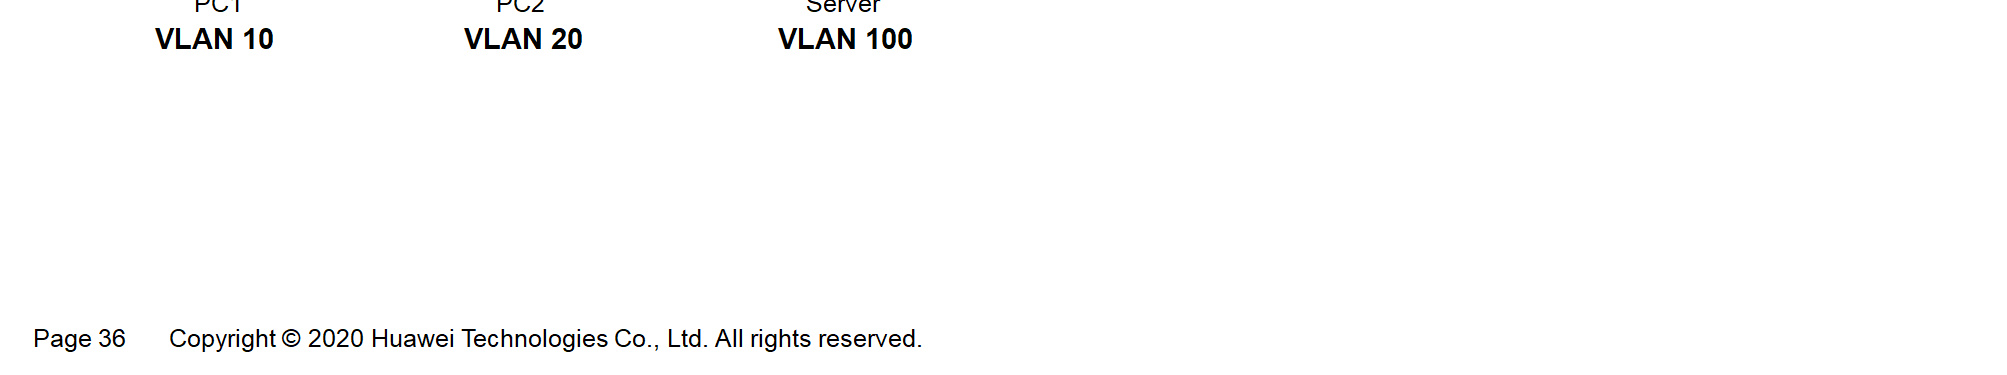 PC1 PC2 Server
VLAN 10 VLAN 20 VLAN 100
Page 36 Copyright © 2020 Huawei Technologies Co., Ltd. All rights reserved.